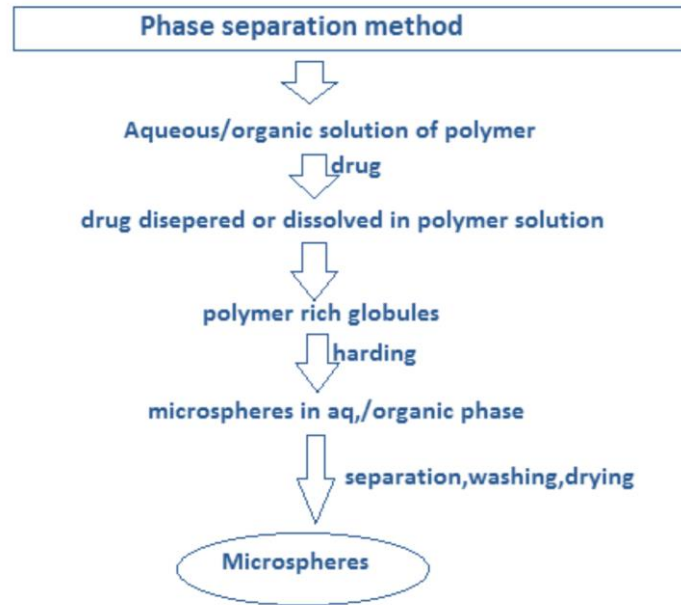 Phase separation method
Aqueous/organic solution of polymer
drug
drug disepered or dissolved in polymer solution
polymer rich globules
harding
microspheres in aq,/organic phase
separation,washing,drying
Microspheres